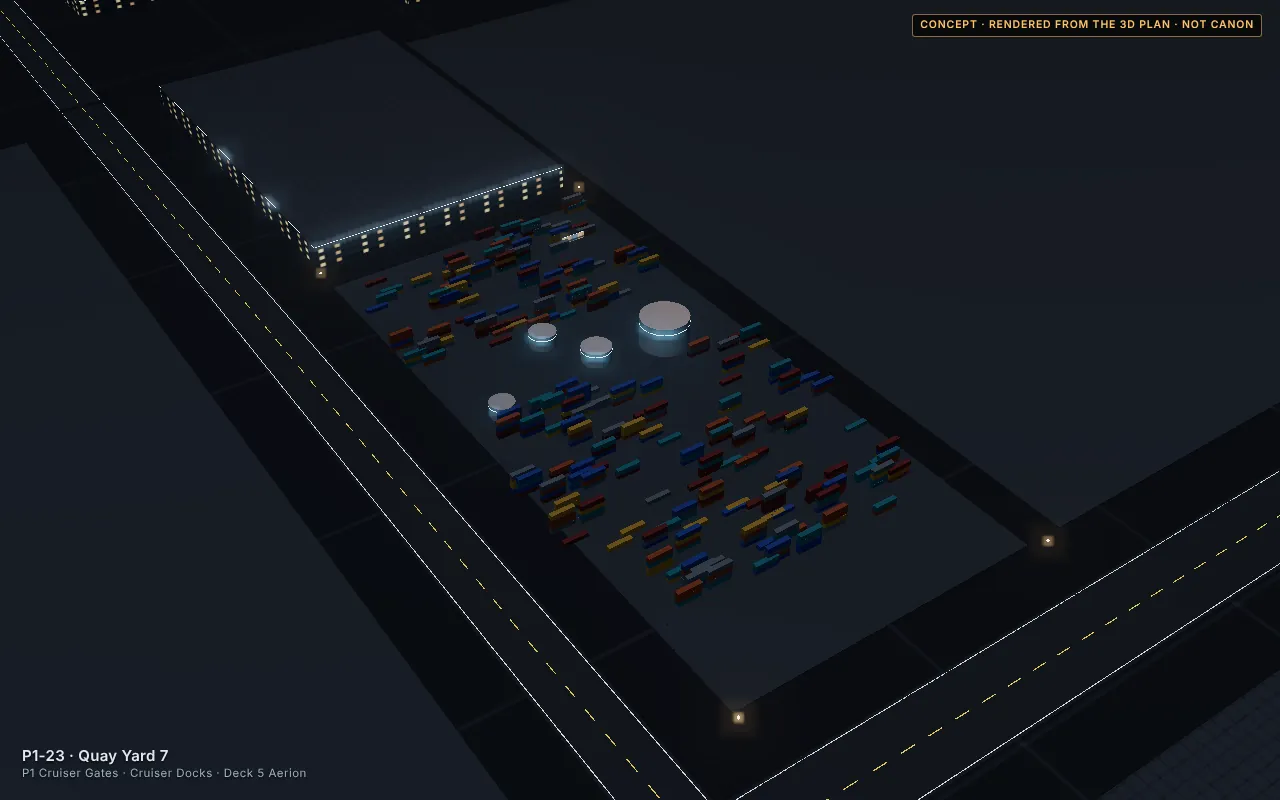 CONCEPT · RENDERED FROM THE 3D PLAN · NOT CANON
P1-23 · Quay Yard 7
P1 Cruiser Gates · Cruiser Docks · Deck 5 Aerion